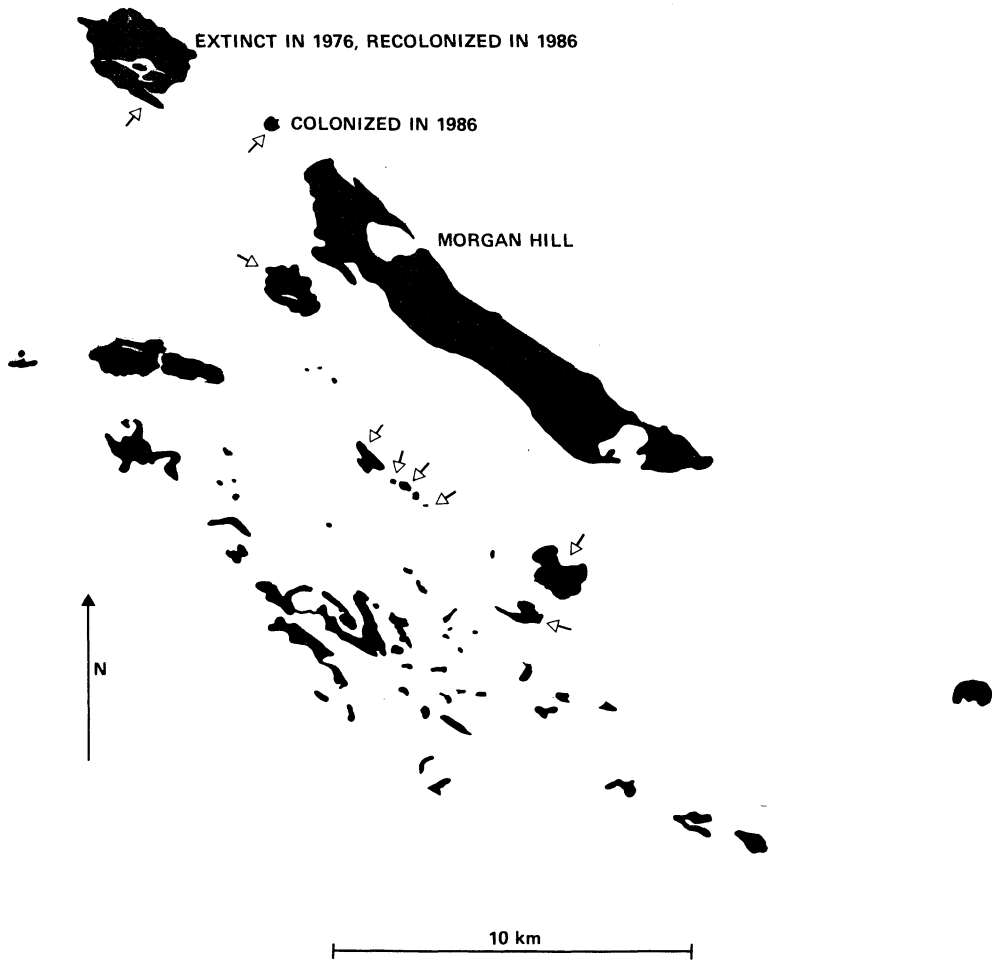 EXTINCT IN 1976, RECOLONIZED IN 1986
COLONIZED IN 1986
MORGAN HILL
N
10 km